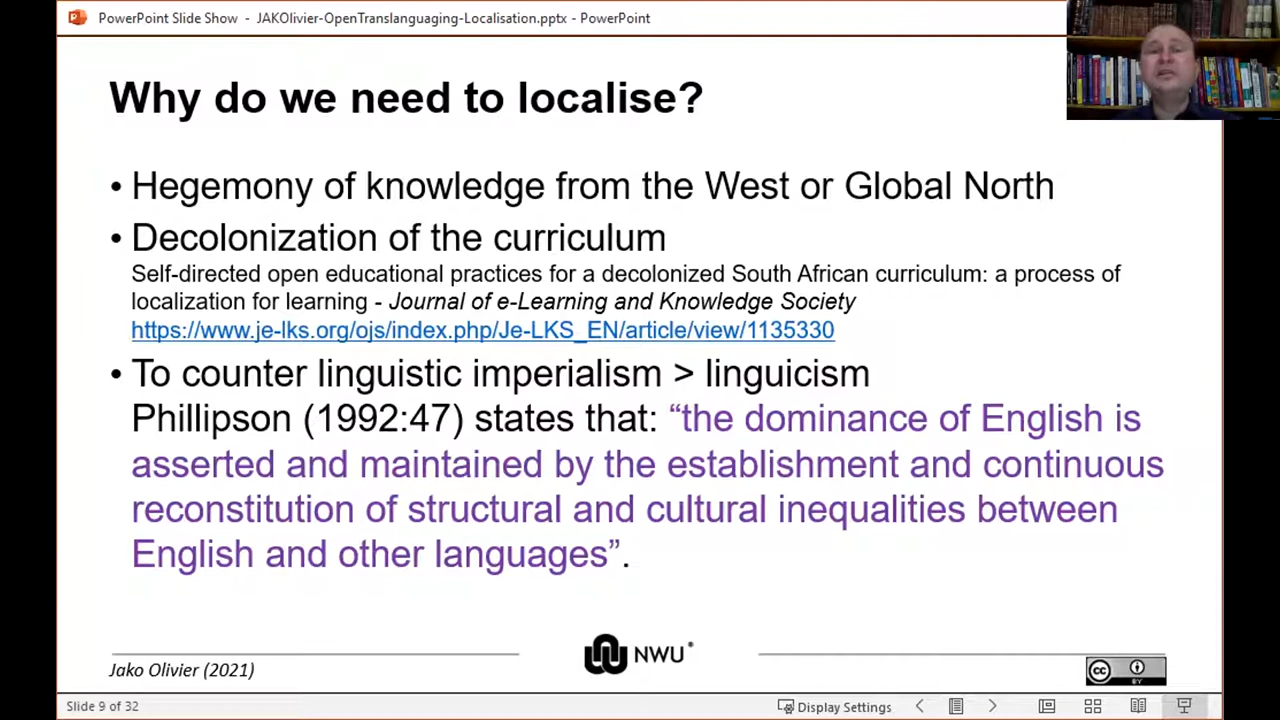 PowerPoint Slide Show - JAKOlivier-OpenTranslanguaging-Localisation.pptx - PowerPoint
Why do we need to localise?
• Hegemony of knowledge from the West or Global North
• Decolonization of the curriculum
Self-directed open educational practices for a decolonized South African curriculum: a process of
localization for learning - Journal of e-Learning and Knowledge Society
https://www.je-lks.org/ojs/index.php/Je-LKS_EN/article/view/1135330
• To counter linguistic imperialism > linguicism
Phillipson (1992:47) states that: “the dominance of English is
asserted and maintained by the establishment and continuous
reconstitution of structural and cultural inequalities between
English and other languages”.
NWU®
Jako Olivier (2021)
cc BY
Slide 9 of 32
Display Settings